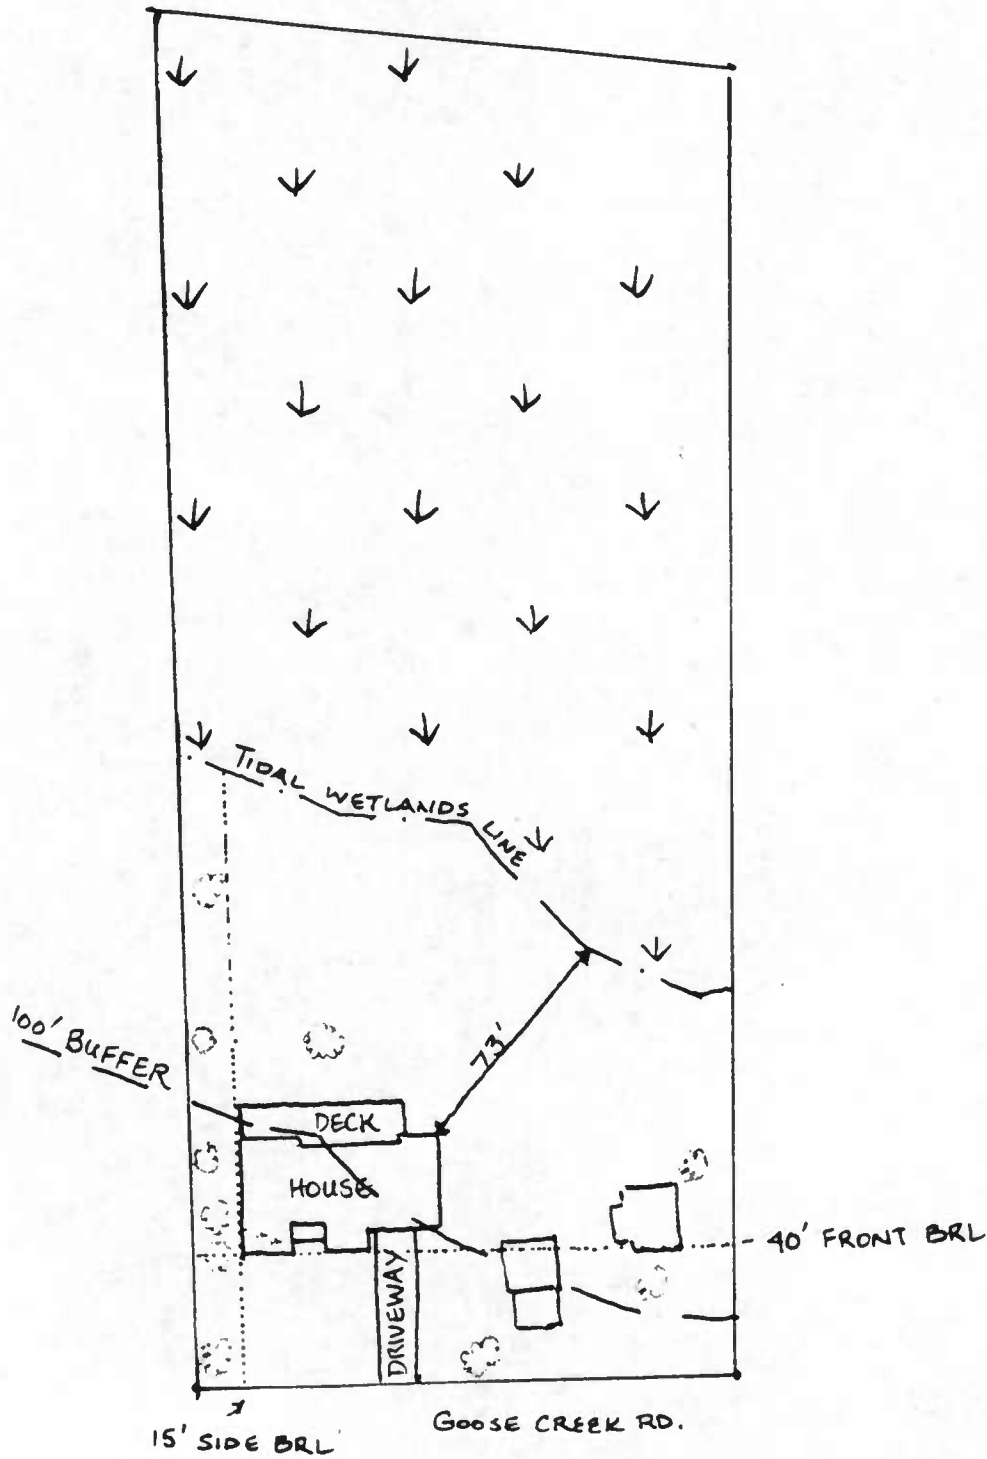 TIDAL WETLANDS LINE
100' BUFFER
73'
DECK
HOUSE
40' FRONT BRL
DRIVEWAY
15' SIDE BRL
GOOSE CREEK RD.